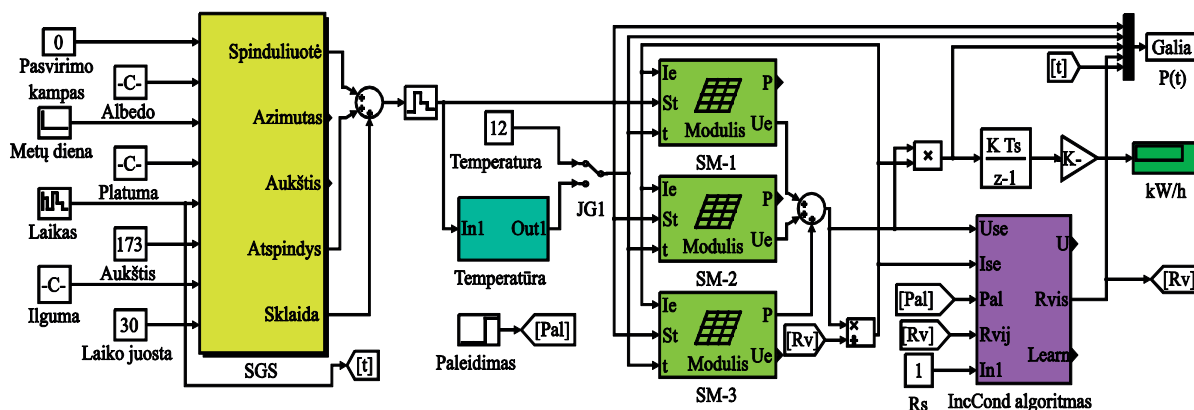 0
Pasvirimo
kampas
-C-
Albedo
Metų diena
-C-
Platuma
Laikas
173
Aukštis
-C-
Ilguma
30
Laiko juosta
Spinduliuotė
Azimutas
Aukštis
Atspindys
Sklaida
SGS
[t]
+
+
+
12
Temperatura
JG1
In1
Out1
Temperatūra
Paleidimas
[Pal]
Ie
St
t
P
Ue
Modulis
SM-1
Ie
St
t
P
Ue
Modulis
SM-2
Ie
St
t
P
Ue
Modulis
SM-3
+
+
+
[Rv]
×
÷
×
[t]
Galia
P(t)
K Ts
z-1
K-
kW/h
Use
Ise
Pal
Rvij
In1
U
Rvis
Learn
IncCond algoritmas
[Pal]
[Rv]
1
Rs
[Rv]